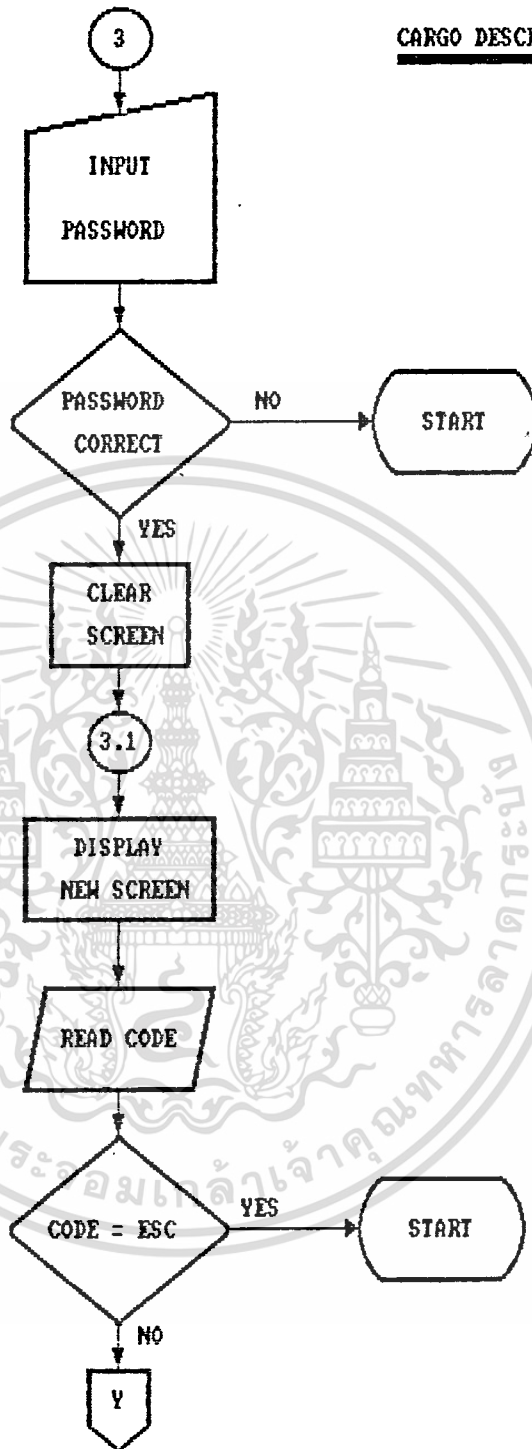 3
CARGO
INPUT
PASSWORD
PASSWORD
CORRECT
NO
START
YES
CLEAR
SCREEN
3.1
DISPLAY
NEW SCREEN
READ CODE
CODE = ESC
YES
START
NO
Y